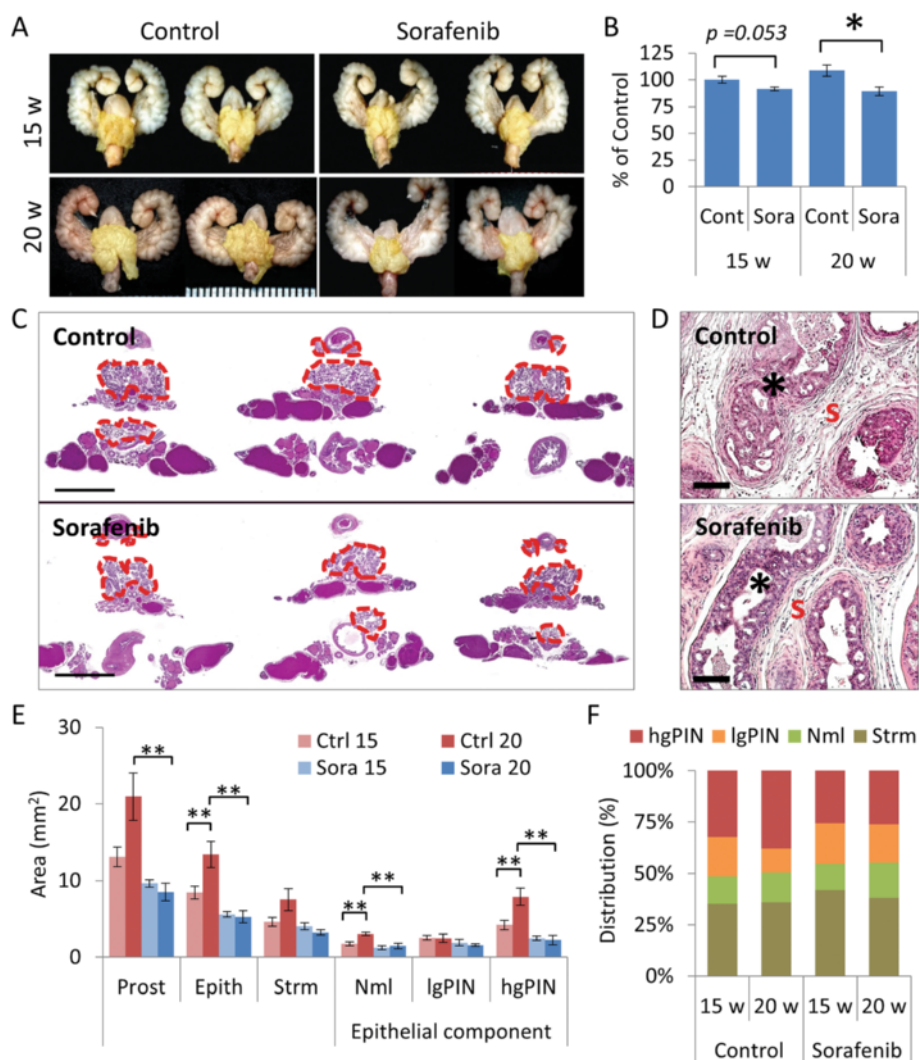 A
Control
Sorafenib
15 w
20 w
B
p =0.053
*
% of Control
125
100
75
50
25
0
Cont Sora Cont Sora
15 w 20 w
C
Control
Sorafenib
D
Control
*
S
Sorafenib
*
S
E
Ctrl 15 Ctrl 20
Sora 15 Sora 20
Area (mm²)
30
20
10
0
**
** **
** **
** **
Prost Epith Strm Nml lgPIN hgPIN
Epithelial component
F
hgPIN lgPIN Nml Strm
Distribution (%)
100%
75%
50%
25%
0%
15 w 20 w 15 w 20 w
Control Sorafenib